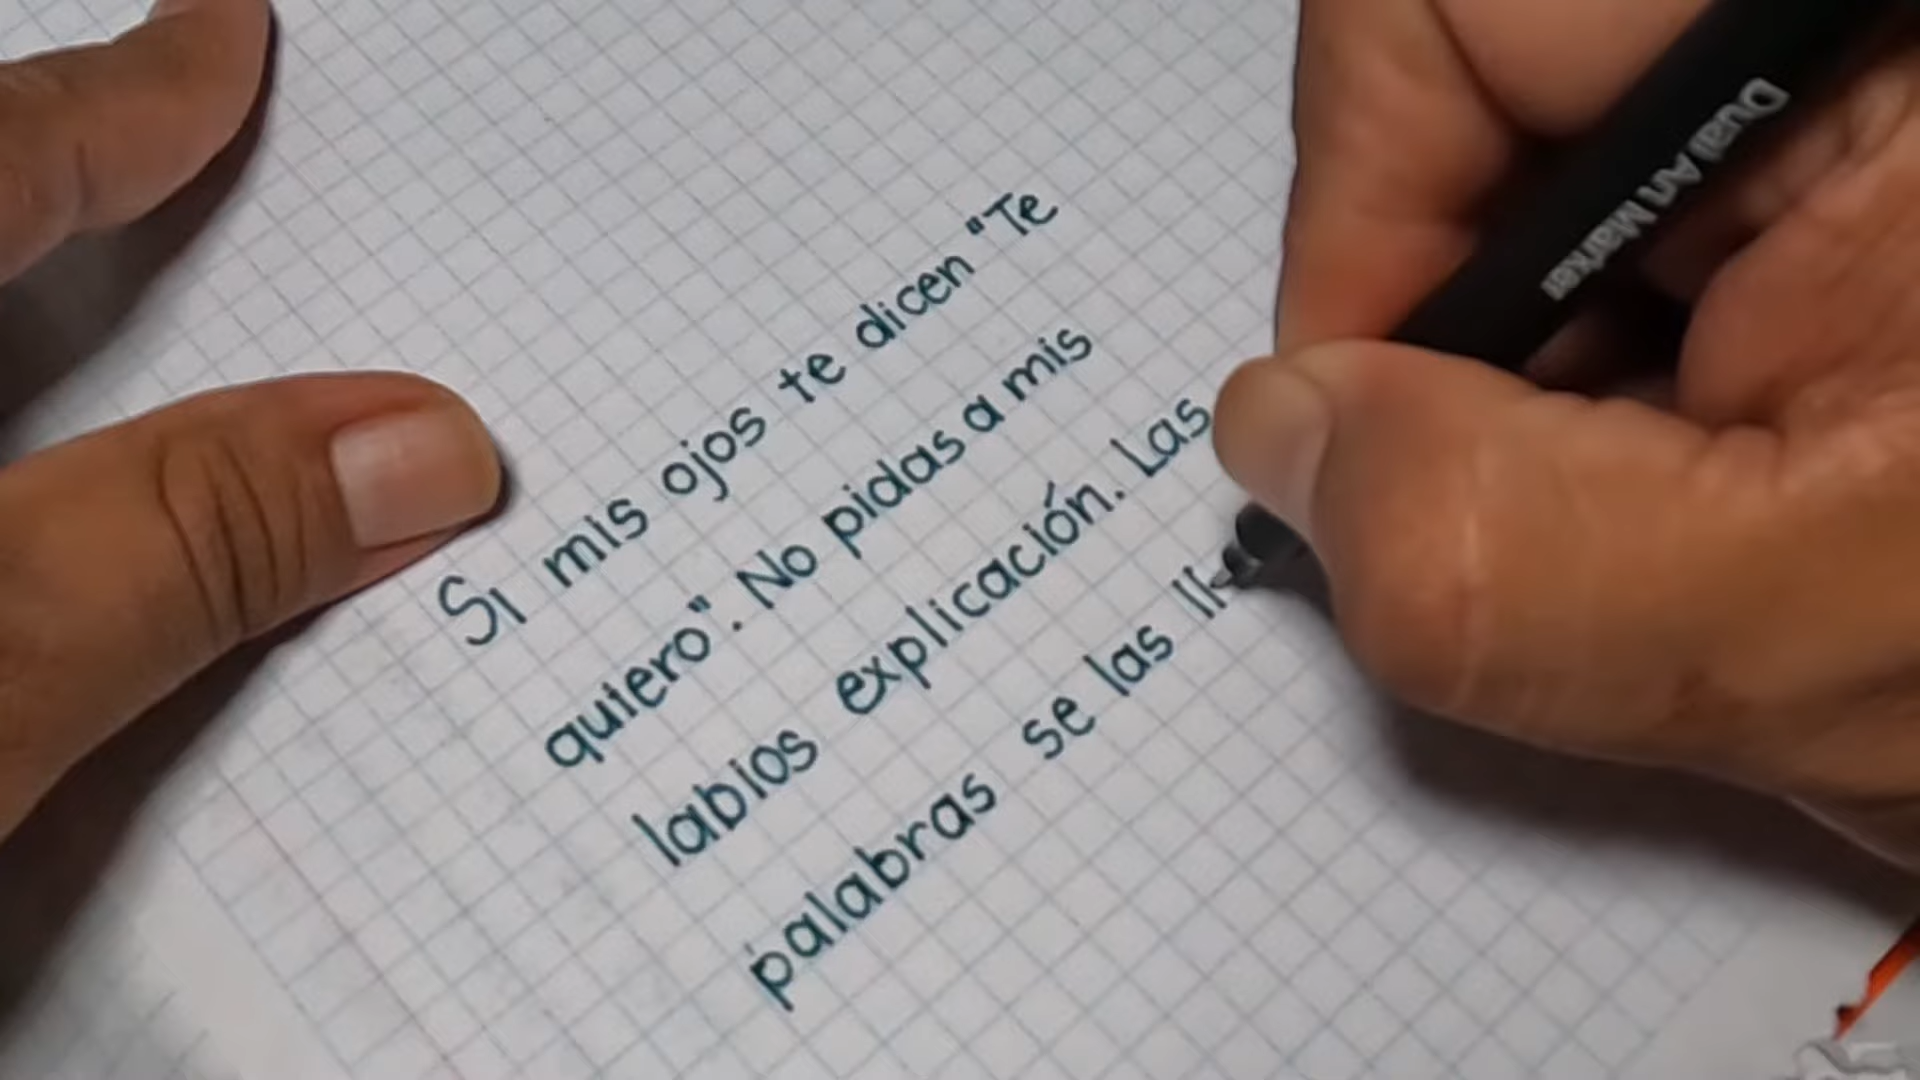 Si mis ojos te dicen "Te
quiero". No pidas a mis
labios explicación. Las
palabras se las ll
Dual Art Marker